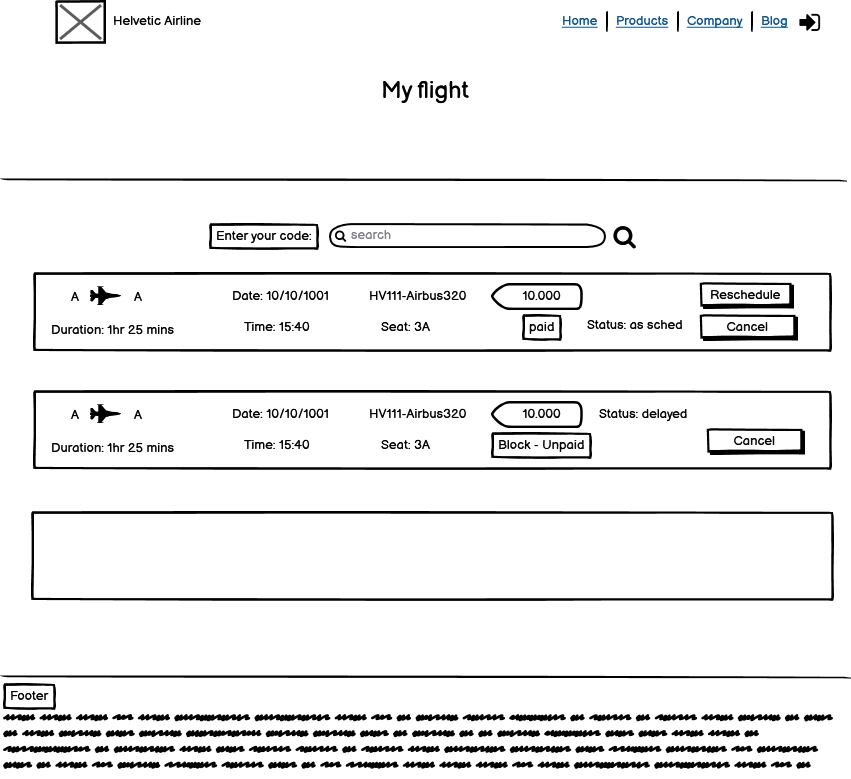 Helvetic Airline
Home Products Company Blog
My flight
Enter your code: search
A A Date: 10/10/1001 HV111-Airbus320 10.000 Reschedule
Duration: 1hr 25 mins Time: 15:40 Seat: 3A paid Status: as sched Cancel
A A Date: 10/10/1001 HV111-Airbus320 10.000 Status: delayed
Duration: 1hr 25 mins Time: 15:40 Seat: 3A Block - Unpaid Cancel
Footer